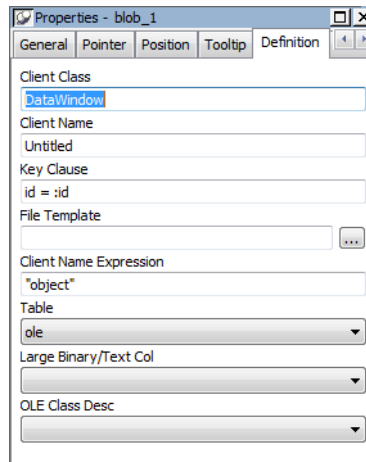 Properties - blob_1
General Pointer Position Tooltip Definition
Client Class
DataWindow
Client Name
Untitled
Key Clause
id = :id
File Template
...
Client Name Expression
"object"
Table
ole
Large Binary/Text Col
OLE Class Desc